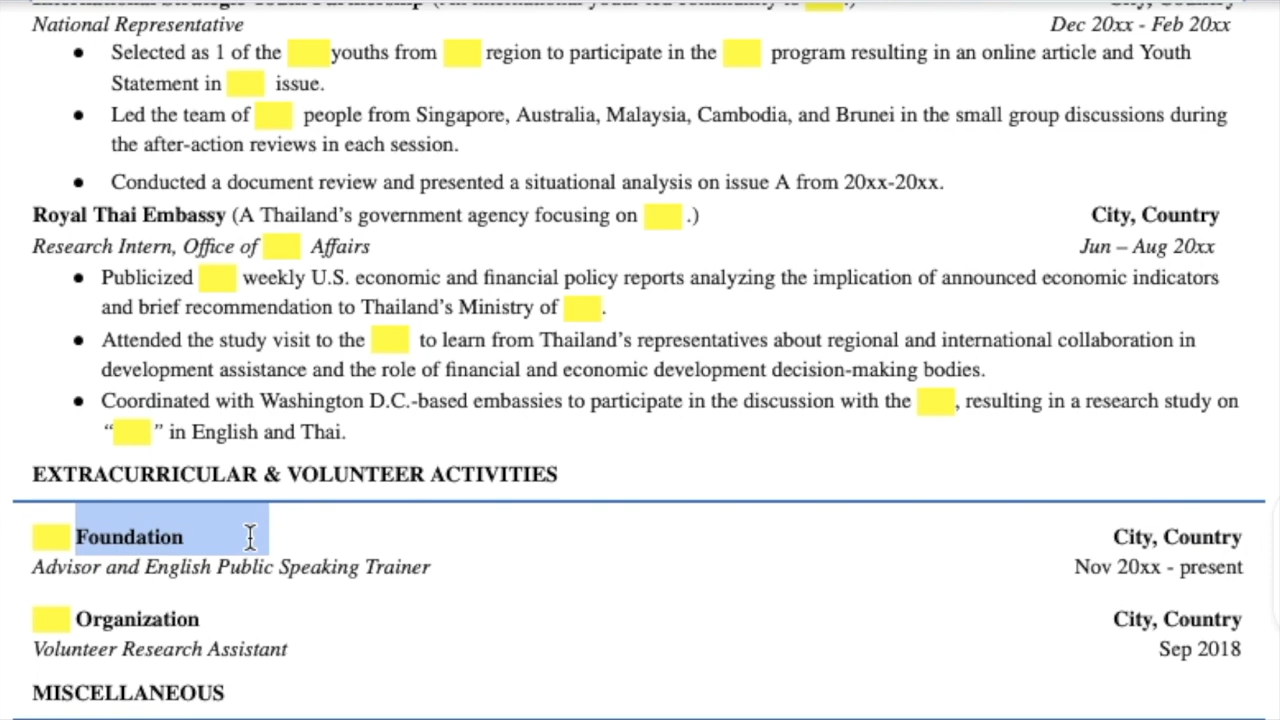 National Representative Dec 20xx - Feb 20xx
● Selected as 1 of the youths from region to participate in the program resulting in an online article and Youth
Statement in issue.
● Led the team of people from Singapore, Australia, Malaysia, Cambodia, and Brunei in the small group discussions during
the after-action reviews in each session.
● Conducted a document review and presented a situational analysis on issue A from 20xx-20xx.
Royal Thai Embassy (A Thailand’s government agency focusing on .) City, Country
Research Intern, Office of Affairs Jun – Aug 20xx
● Publicized weekly U.S. economic and financial policy reports analyzing the implication of announced economic indicators
and brief recommendation to Thailand’s Ministry of .
● Attended the study visit to the to learn from Thailand’s representatives about regional and international collaboration in
development assistance and the role of financial and economic development decision-making bodies.
● Coordinated with Washington D.C.-based embassies to participate in the discussion with the , resulting in a research study on
“ ” in English and Thai.
EXTRACURRICULAR & VOLUNTEER ACTIVITIES
Foundation City, Country
Advisor and English Public Speaking Trainer Nov 20xx - present
Organization City, Country
Volunteer Research Assistant Sep 2018
MISCELLANEOUS